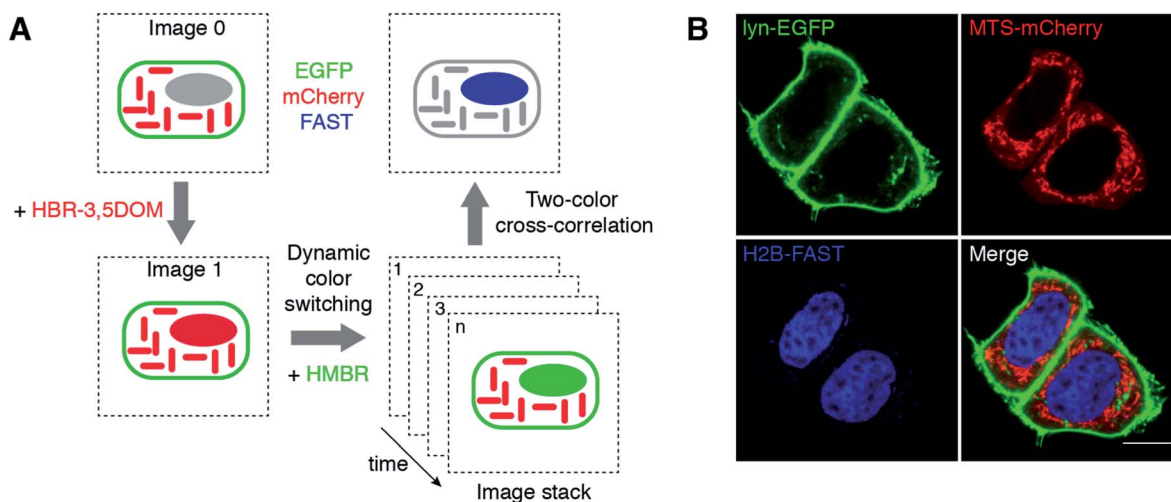 A
Image 0
EGFP
mCherry
FAST
+ HBR-3,5DOM
Two-color
cross-correlation
Image 1
Dynamic
color
switching
+ HMBR
1
2
3
n
time
Image stack
B
lyn-EGFP
MTS-mCherry
H2B-FAST
Merge